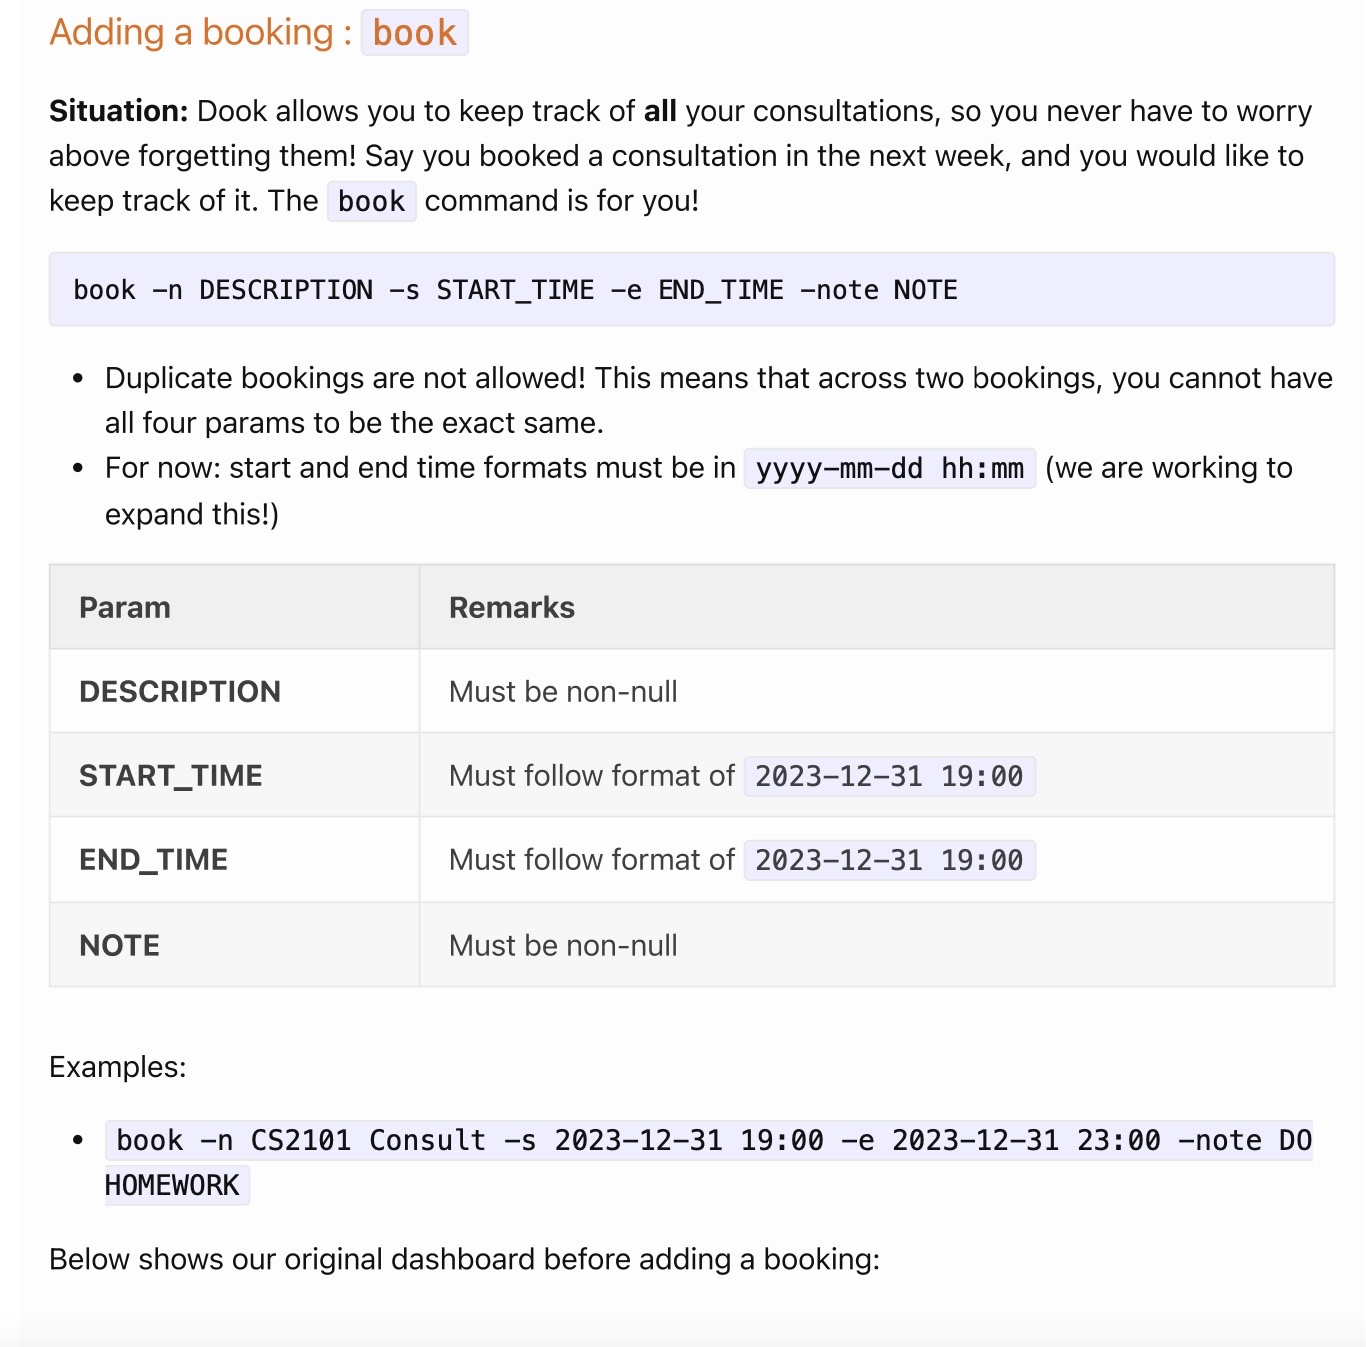 Adding a booking : book
Situation: Dook allows you to keep track of all your consultations, so you never have to worry
above forgetting them! Say you booked a consultation in the next week, and you would like to
keep track of it. The book command is for you!
book -n DESCRIPTION -s START_TIME -e END_TIME -note NOTE
• Duplicate bookings are not allowed! This means that across two bookings, you cannot have
all four params to be the exact same.
• For now: start and end time formats must be in yyyy-mm-dd hh:mm (we are working to
expand this!)
Param Remarks
DESCRIPTION Must be non-null
START_TIME Must follow format of 2023-12-31 19:00
END_TIME Must follow format of 2023-12-31 19:00
NOTE Must be non-null
Examples:
• book -n CS2101 Consult -s 2023-12-31 19:00 -e 2023-12-31 23:00 -note DO
HOMEWORK
Below shows our original dashboard before adding a booking: